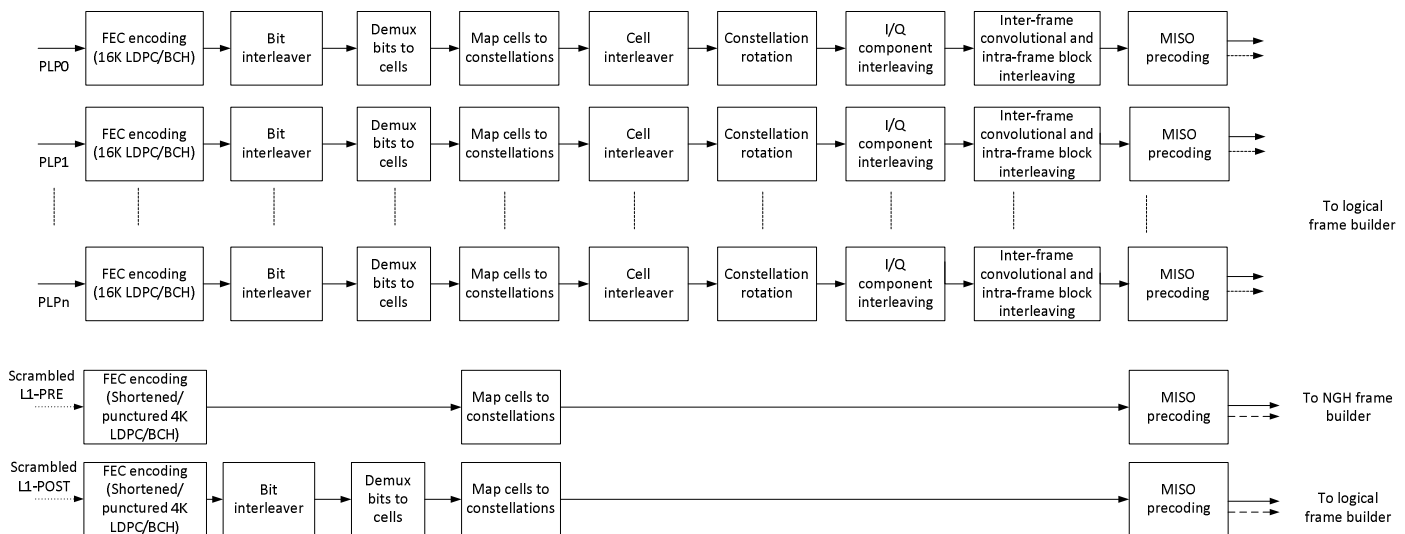 FEC encoding
(16K LDPC/BCH)
Bit
interleaver
Demux
bits to
cells
Map cells to
constellations
Cell
interleaver
Constellation
rotation
I/Q
component
interleaving
Inter-frame
convolutional and
intra-frame block
interleaving
MISO
precoding
PLP0
FEC encoding
(16K LDPC/BCH)
Bit
interleaver
Demux
bits to
cells
Map cells to
constellations
Cell
interleaver
Constellation
rotation
I/Q
component
interleaving
Inter-frame
convolutional and
intra-frame block
interleaving
MISO
precoding
PLP1
To logical
frame builder
FEC encoding
(16K LDPC/BCH)
Bit
interleaver
Demux
bits to
cells
Map cells to
constellations
Cell
interleaver
Constellation
rotation
I/Q
component
interleaving
Inter-frame
convolutional and
intra-frame block
interleaving
MISO
precoding
PLPn
Scrambled
L1-PRE
FEC encoding
(Shortened/
punctured 4K
LDPC/BCH)
Map cells to
constellations
MISO
precoding
To NGH frame
builder
Scrambled
L1-POST
FEC encoding
(Shortened/
punctured 4K
LDPC/BCH)
Bit
interleaver
Demux
bits to
cells
Map cells to
constellations
MISO
precoding
To logical
frame builder